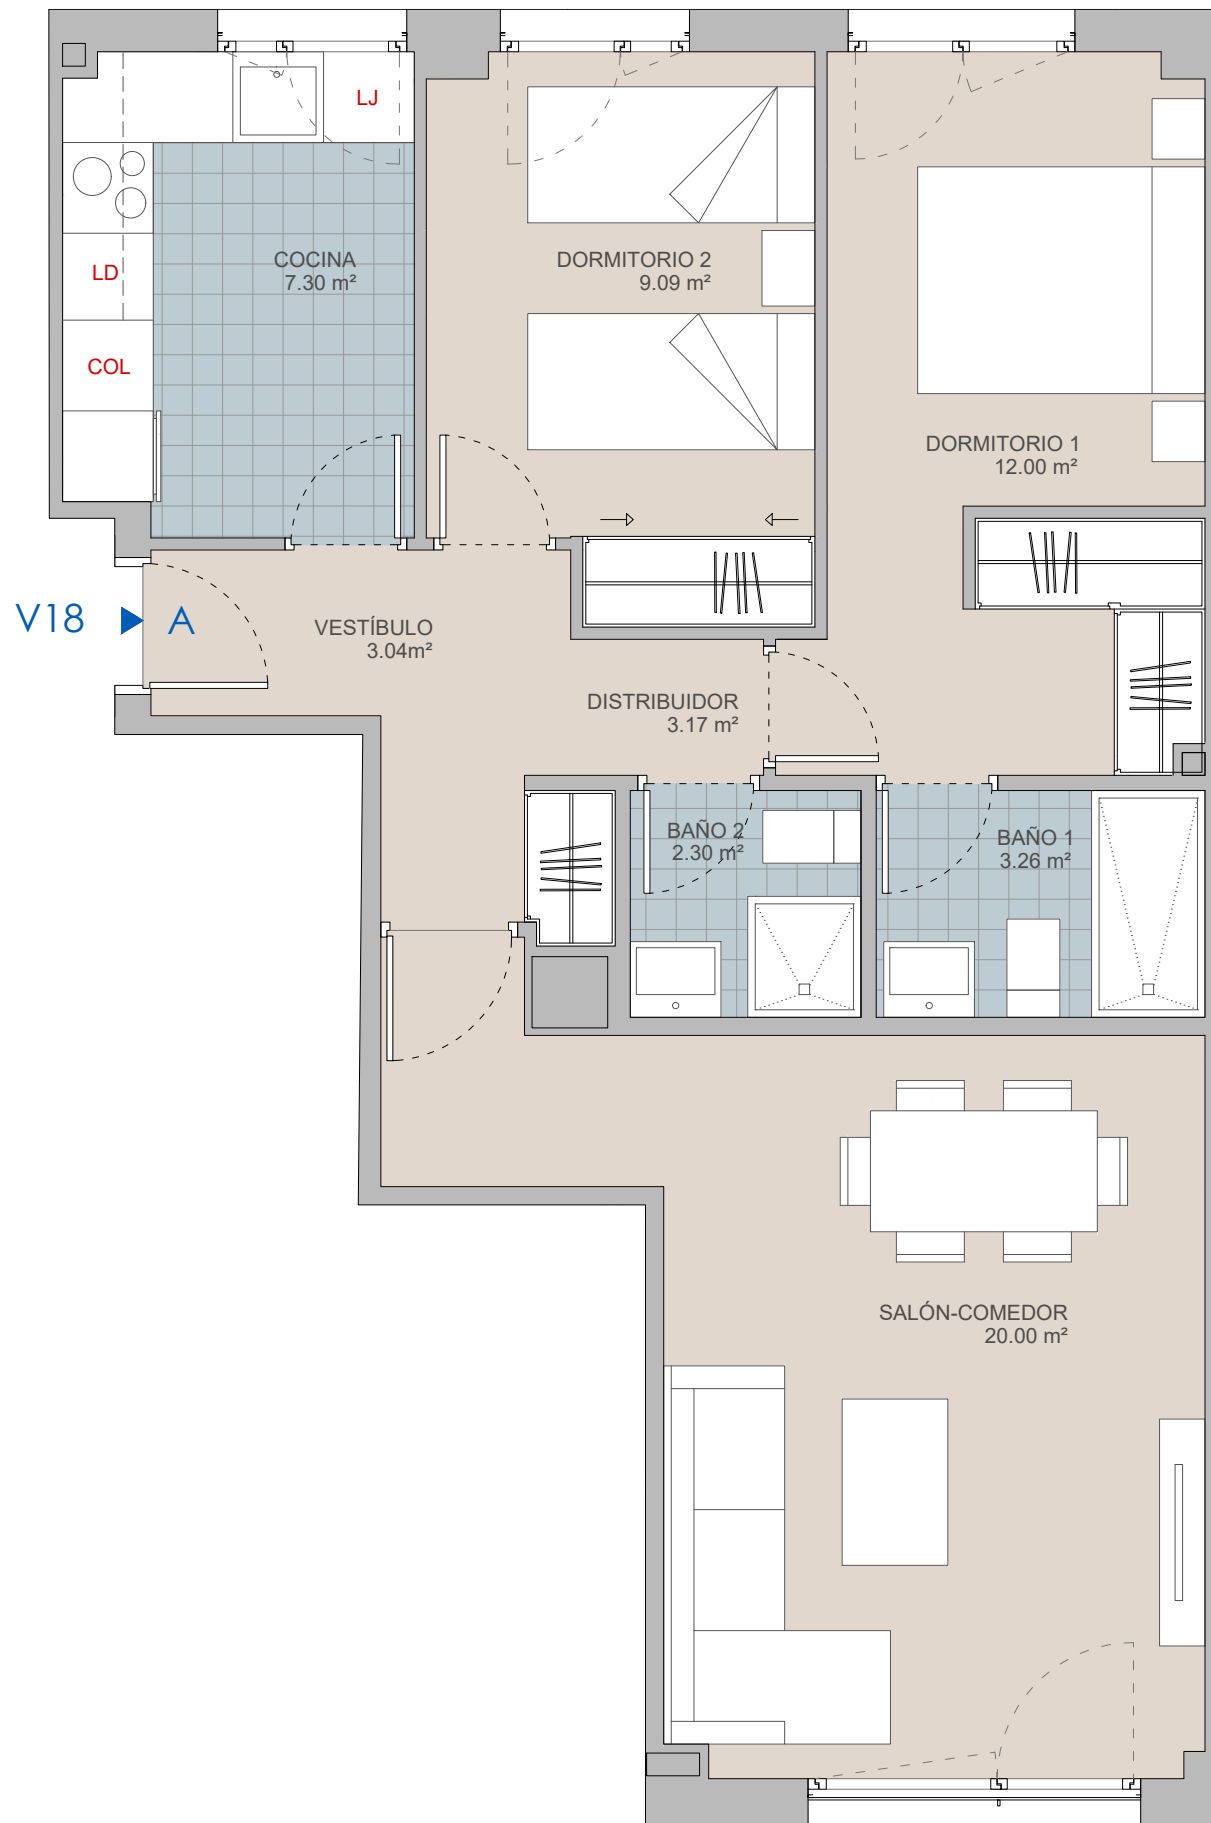 LJ
COCINA
7.30 m²
DORMITORIO 2
9.09 m²
LD
COL
DORMITORIO 1
12.00 m²
V18 A
VESTÍBULO
3.04m²
DISTRIBUIDOR
3.17 m²
BAÑO 2
2.30 m²
BAÑO 1
3.26 m²
SALÓN-COMEDOR
20.00 m²